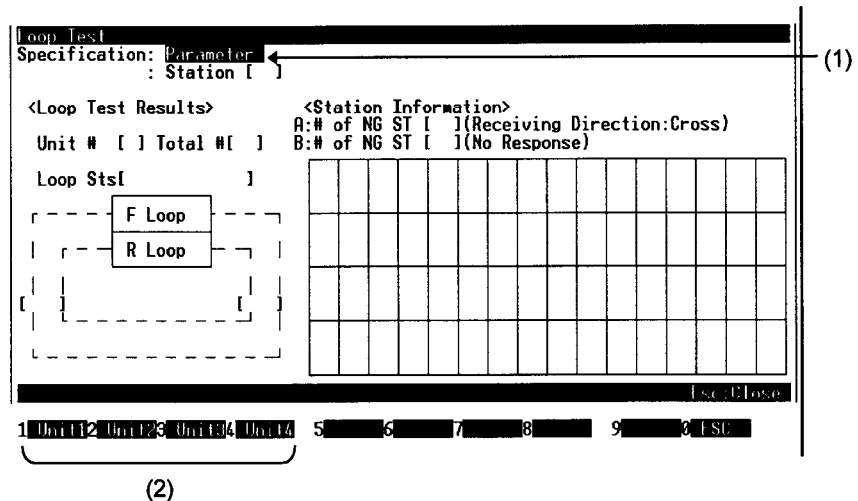 Loop Test
Specification: Parameter
: Station [ ]
(1)
<Loop Test Results>
<Station Information>
A:# of NG ST [ ](Receiving Direction:Cross)
Unit # [ ] Total #[ ]
B:# of NG ST [ ](No Response)
Loop Sts[ ]
F Loop
R Loop
[ ] [ ]
Esc:Close
1 Unit1 2 Unit2 3 Unit3 4 Unit4 5 6 7 8 9 0 ESC
(2)